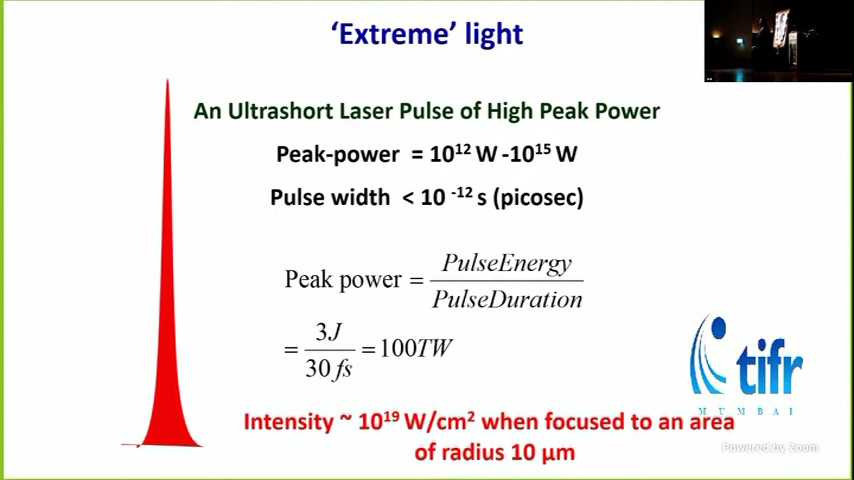 ‘Extreme’ light
An Ultrashort Laser Pulse of High Peak Power
Peak-power = 10¹² W -10¹⁵ W
Pulse width < 10 ⁻¹² s (picosec)
Peak power = PulseEnergy / PulseDuration
= 3J / 30 fs = 100TW
tifr
MUMBAI
Intensity ~ 10¹⁹ W/cm² when focused to an area
of radius 10 µm
Powered by Zoom